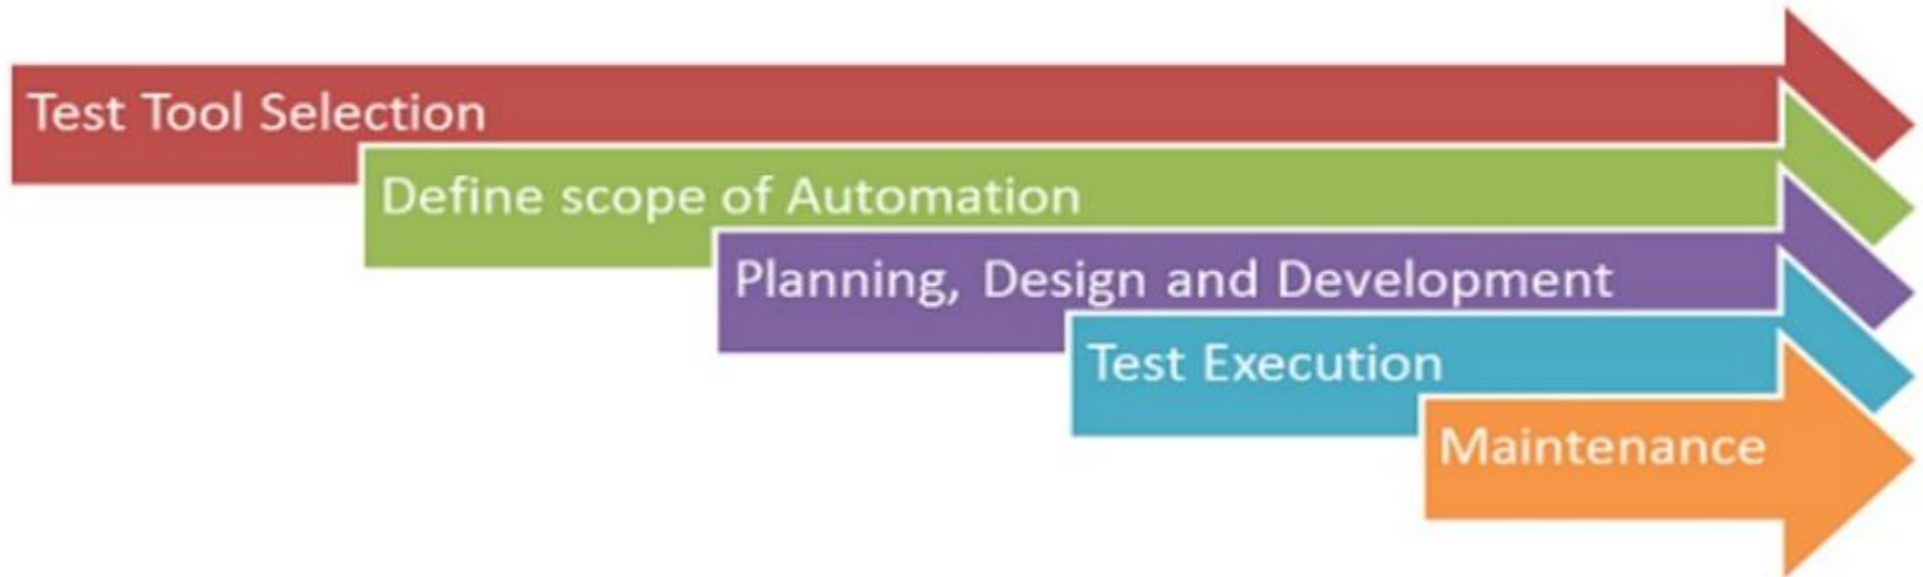 Test Tool Selection
Define scope of Automation
Planning, Design and Development
Test Execution
Maintenance